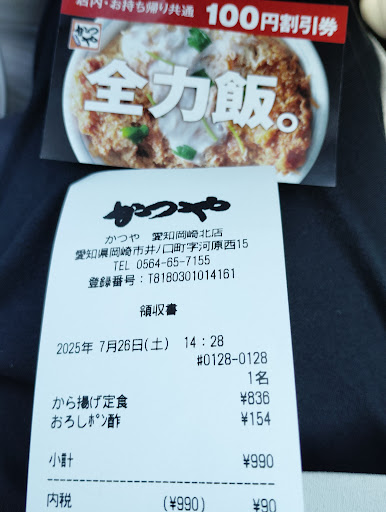 店内・お持ち帰り共通 100円割引券
全力飯。
かつや
かつや 愛知岡崎北店
愛知県岡崎市井ノ口町字河原西15
TEL 0564-65-7155
登録番号：T8180301014161
領収書
2025年 7月26日(土) 14：28
#0128-0128
1名
から揚げ定食 ¥836
おろしﾎﾟﾝ酢 ¥154
小計 ¥990
内税 (¥990) ¥90